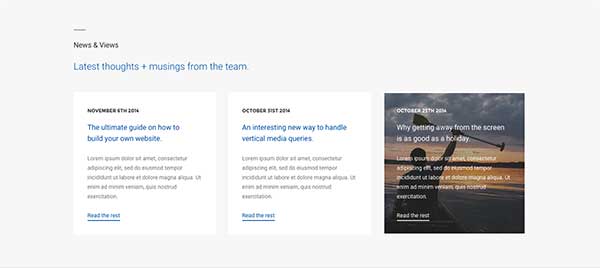 News & Views
Latest thoughts + musings from the team.
NOVEMBER 6TH 2014
The ultimate guide on how to
build your own website.
Lorem ipsum dolor sit amet, consectetur
adipiscing elit, sed do eiusmod tempor
incididunt ut labore et dolore magna aliqua. Ut
enim ad minim veniam, quis nostrud
exercitation.
Read the rest
OCTOBER 31ST 2014
An interesting new way to handle
vertical media queries.
Lorem ipsum dolor sit amet, consectetur
adipiscing elit, sed do eiusmod tempor
incididunt ut labore et dolore magna aliqua. Ut
enim ad minim veniam, quis nostrud
exercitation.
Read the rest
OCTOBER 25TH 2014
Why getting away from the screen
is as good as a holiday.
Lorem ipsum dolor sit amet, consectetur
adipiscing elit, sed do eiusmod tempor
incididunt ut labore et dolore magna aliqua. Ut
enim ad minim veniam, quis nostrud
exercitation.
Read the rest